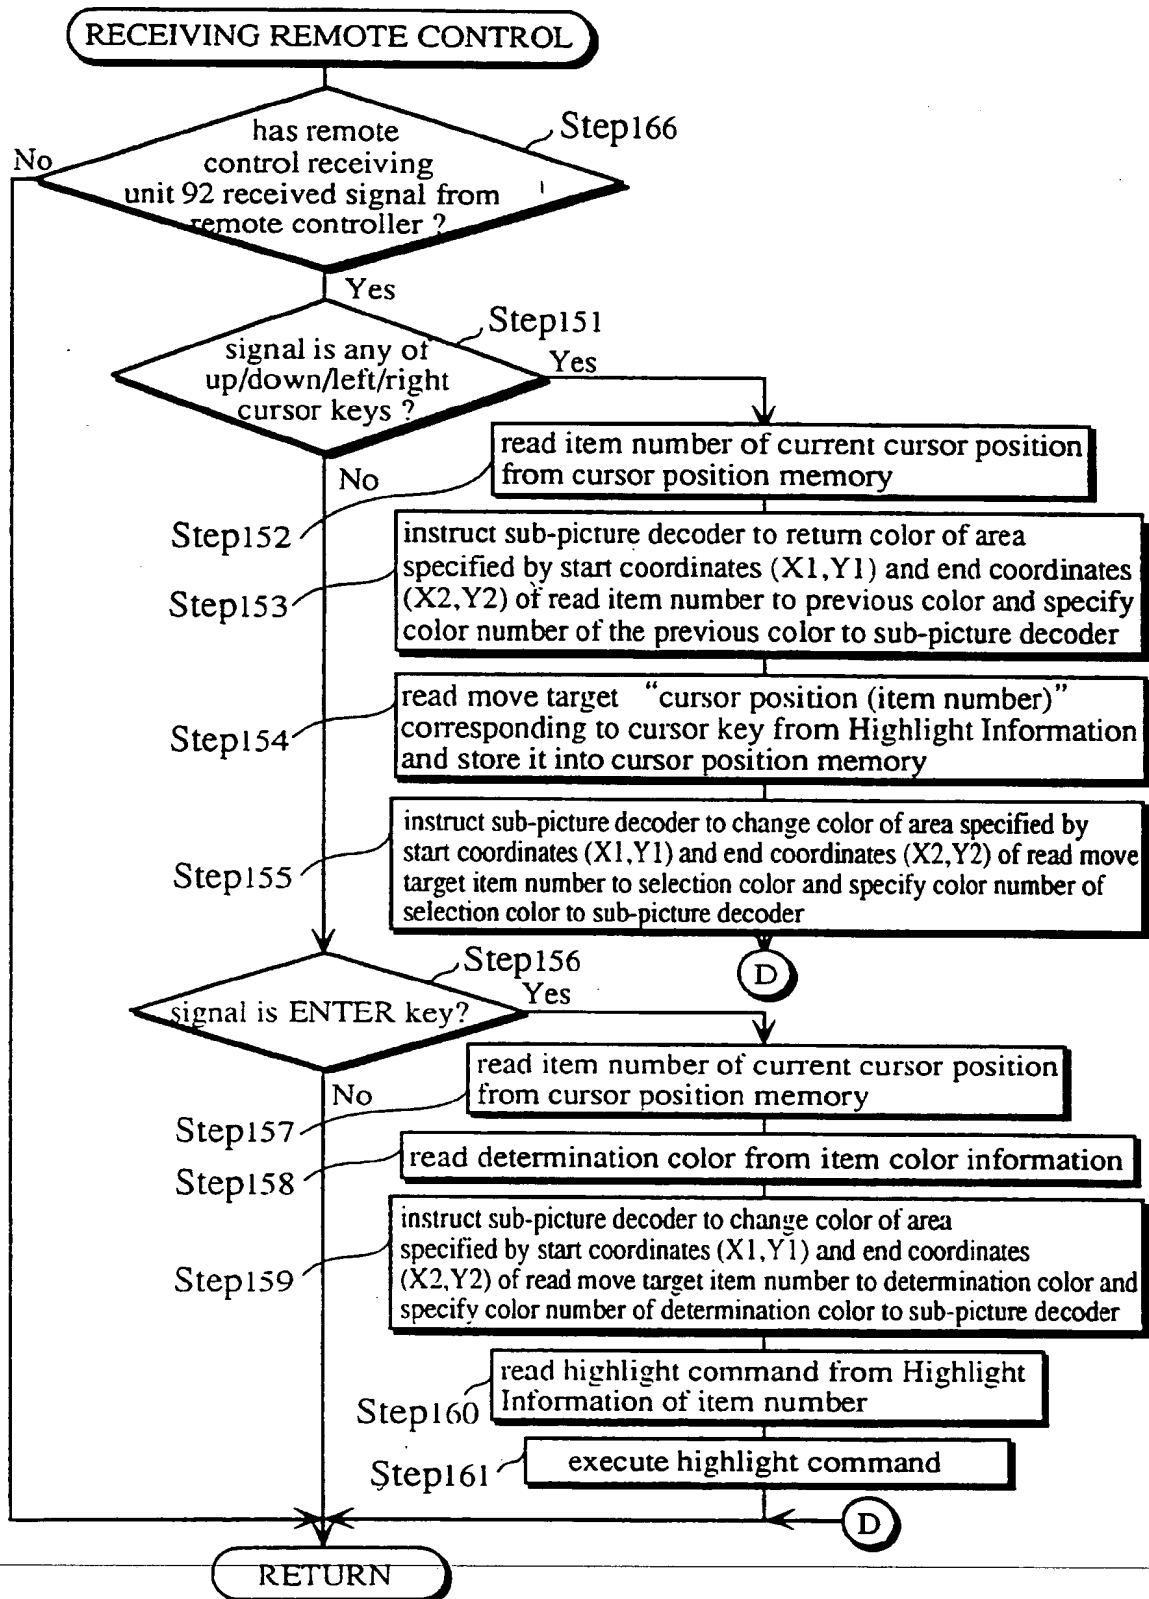 RECEIVING REMOTE CONTROL
Step166
has remote
control receiving
unit 92 received signal from
remote controller ?
No
Yes
Step151
signal is any of
up/down/left/right
cursor keys ?
Yes
No
read item number of current cursor position
from cursor position memory
Step152
instruct sub-picture decoder to return color of area
specified by start coordinates (X1,Y1) and end coordinates
(X2,Y2) of read item number to previous color and specify
color number of the previous color to sub-picture decoder
Step153
read move target "cursor position (item number)"
corresponding to cursor key from Highlight Information
and store it into cursor position memory
Step154
instruct sub-picture decoder to change color of area specified by
start coordinates (X1,Y1) and end coordinates (X2,Y2) of read move
target item number to selection color and specify color number of
selection color to sub-picture decoder
Step155
D
Step156
signal is ENTER key?
Yes
No
read item number of current cursor position
from cursor position memory
Step157
read determination color from item color information
Step158
instruct sub-picture decoder to change color of area
specified by start coordinates (X1,Y1) and end coordinates
(X2,Y2) of read move target item number to determination color and
specify color number of determination color to sub-picture decoder
Step159
read highlight command from Highlight
Information of item number
Step160
execute highlight command
Step161
D
RETURN